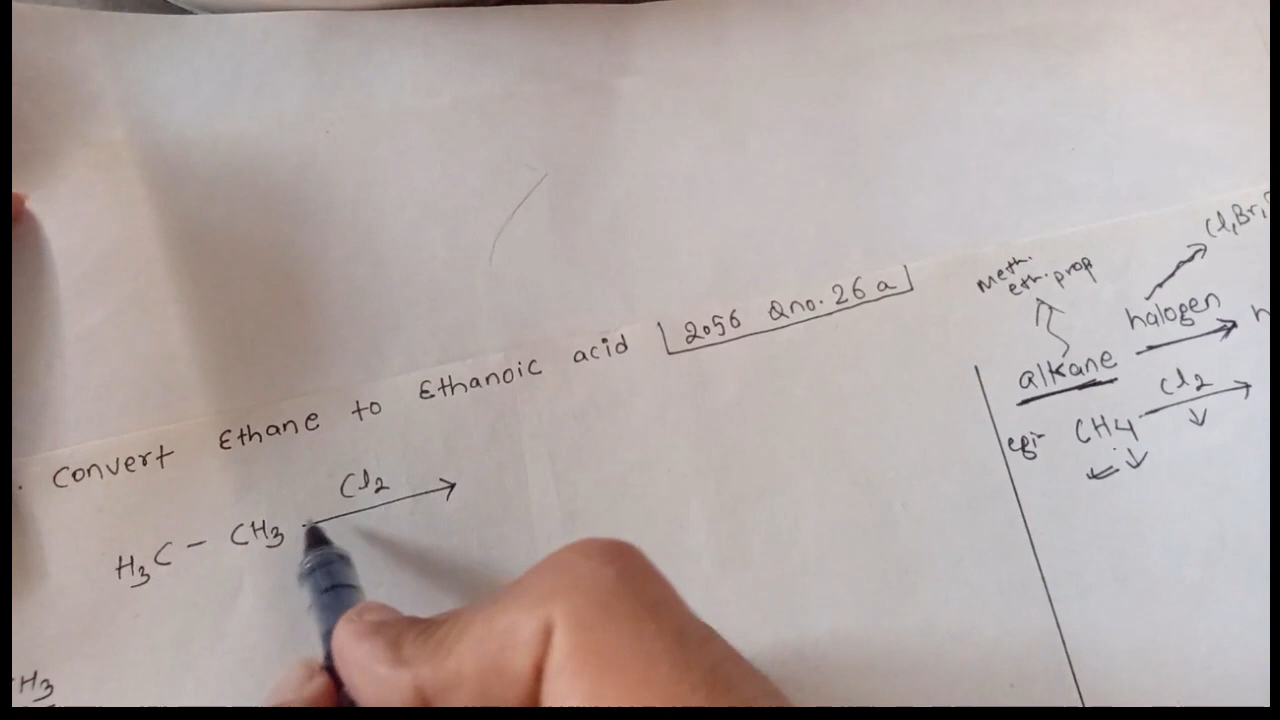 . convert Ethane to Ethanoic acid 2056 Qno. 26 a
Cl2
H3C - CH3
H3
Cl, Br,
meth.
eth. prop
halogen
alkane
Cl2
eg:- CH4